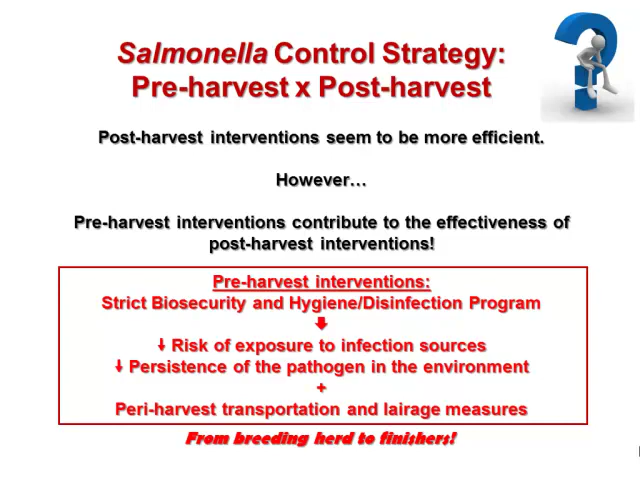 Salmonella Control Strategy:
Pre-harvest x Post-harvest
Post-harvest interventions seem to be more efficient.
However…
Pre-harvest interventions contribute to the effectiveness of
post-harvest interventions!
Pre-harvest interventions:
Strict Biosecurity and Hygiene/Disinfection Program
↓ Risk of exposure to infection sources
↓ Persistence of the pathogen in the environment
+
Peri-harvest transportation and lairage measures
From breeding herd to finishers!